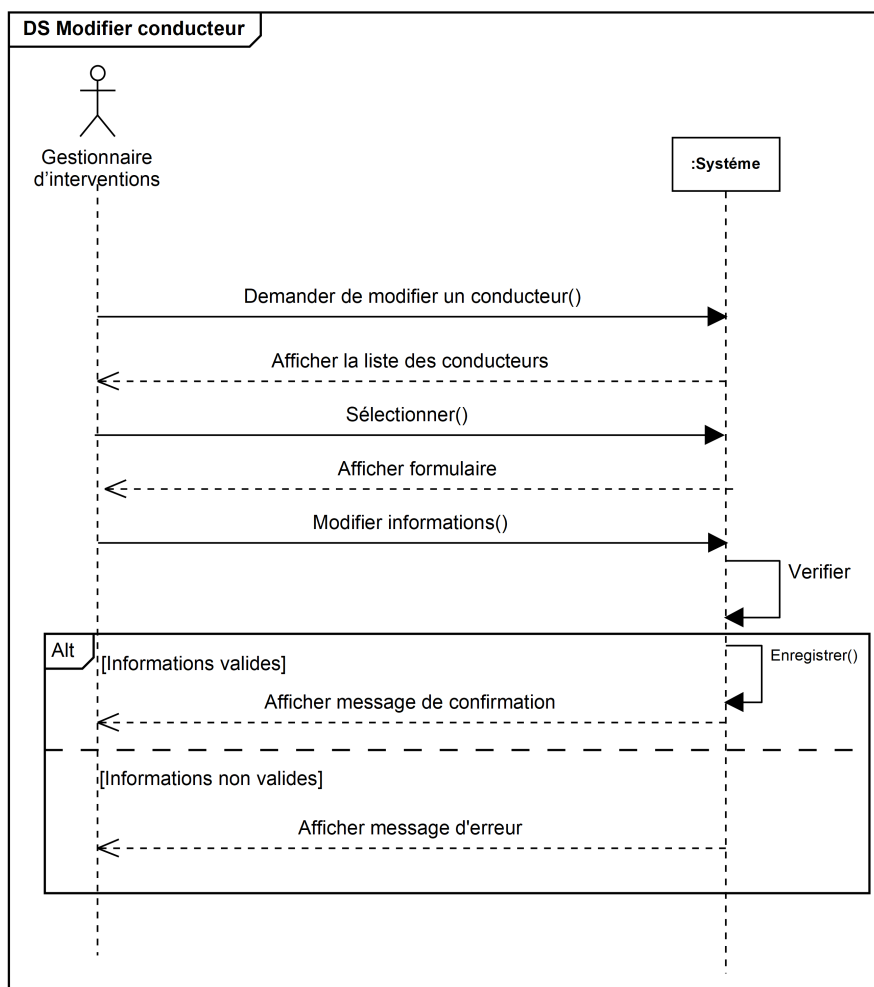 DS Modifier conducteur
Gestionnaire
d'interventions
:Systéme
Demander de modifier un conducteur()
Afficher la liste des conducteurs
Sélectionner()
Afficher formulaire
Modifier informations()
Verifier
Alt
[Informations valides]
Enregistrer()
Afficher message de confirmation
[Informations non valides]
Afficher message d'erreur